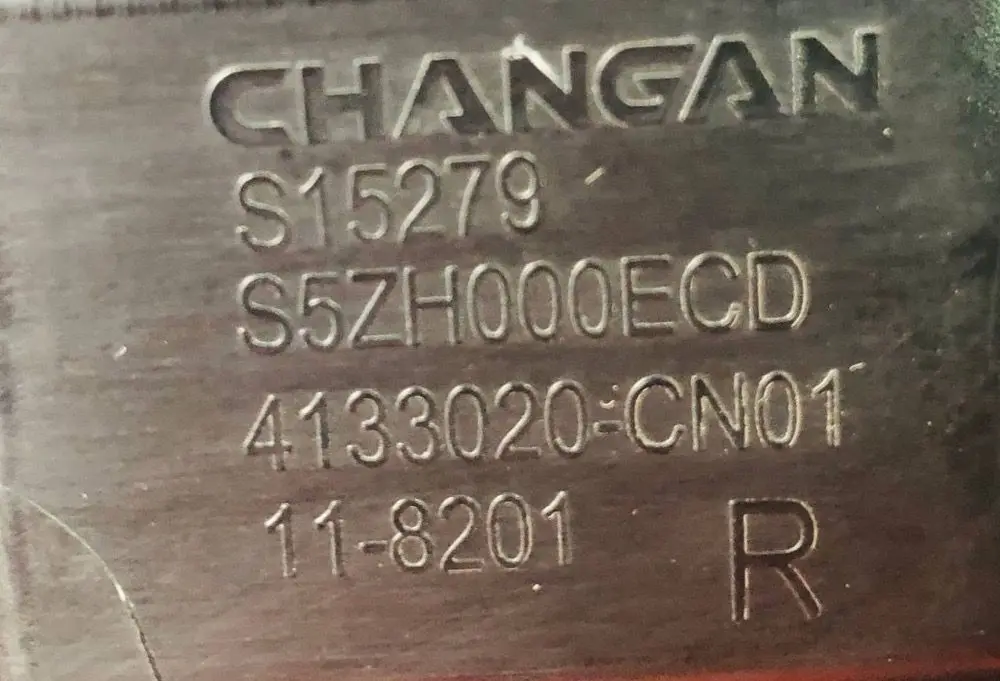 CHANGAN
S15279
S5ZH000ECD
4133020-CN01
11-8201 R